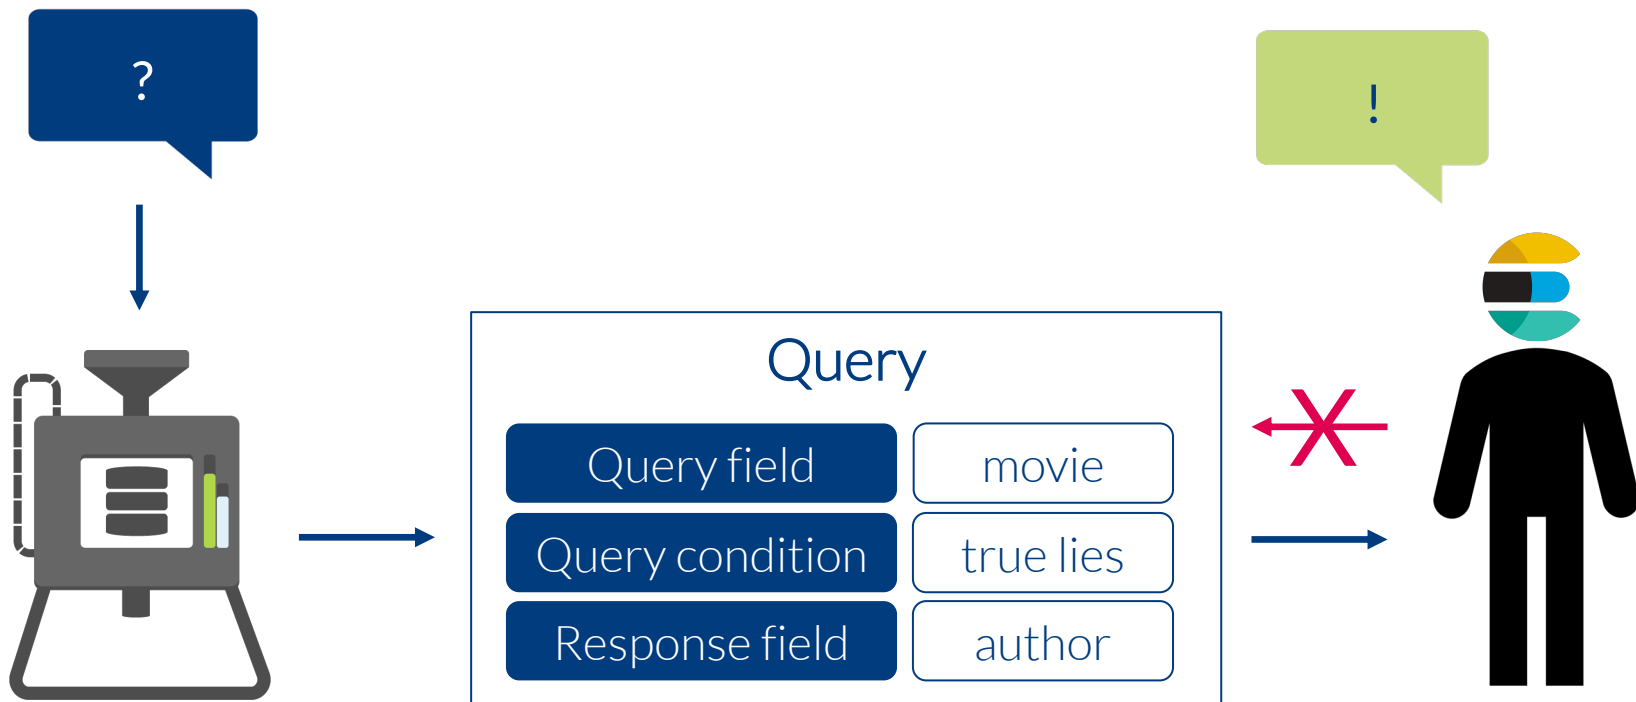 ?
!
Query
Query field
movie
Query condition
true lies
Response field
author
X